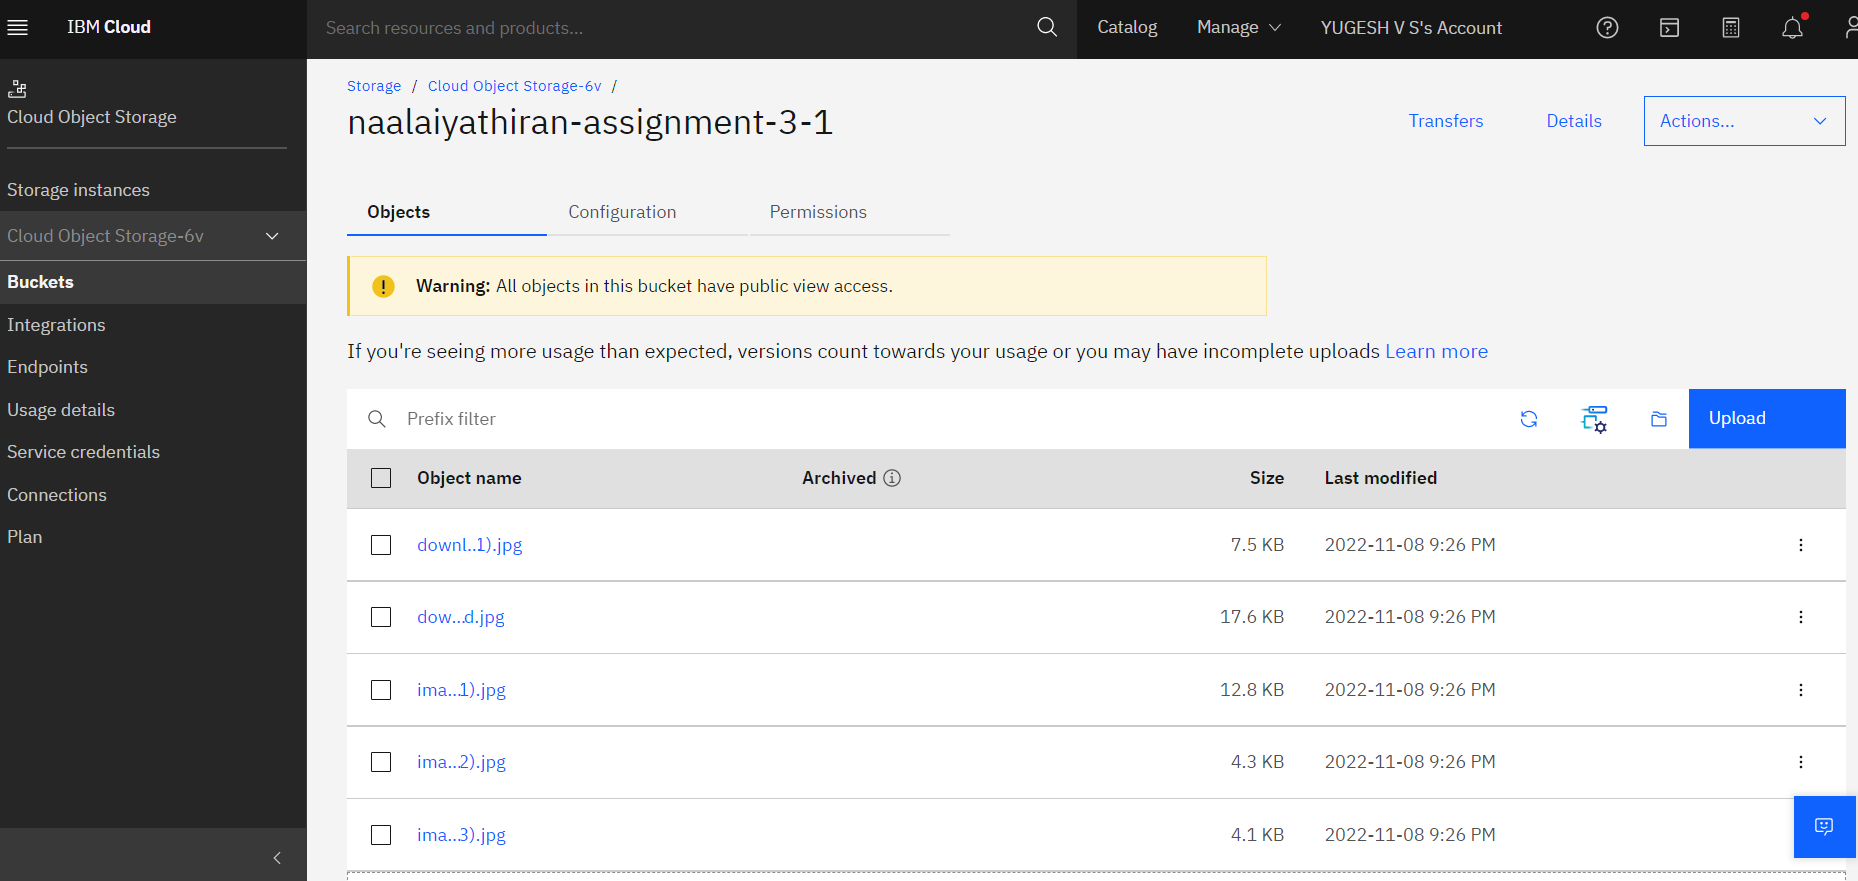 IBM Cloud
Search resources and products...
Catalog
Manage
YUGESH V S's Account
Cloud Object Storage
Storage instances
Cloud Object Storage-6v
Buckets
Integrations
Endpoints
Usage details
Service credentials
Connections
Plan
Storage / Cloud Object Storage-6v /
naalaiyathiran-assignment-3-1
Transfers
Details
Actions...
Objects
Configuration
Permissions
Warning: All objects in this bucket have public view access.
If you're seeing more usage than expected, versions count towards your usage or you may have incomplete uploads Learn more
Prefix filter
Upload
Object name Archived Size Last modified
downl...1).jpg 7.5 KB 2022-11-08 9:26 PM
dow...d.jpg 17.6 KB 2022-11-08 9:26 PM
ima...1).jpg 12.8 KB 2022-11-08 9:26 PM
ima...2).jpg 4.3 KB 2022-11-08 9:26 PM
ima...3).jpg 4.1 KB 2022-11-08 9:26 PM